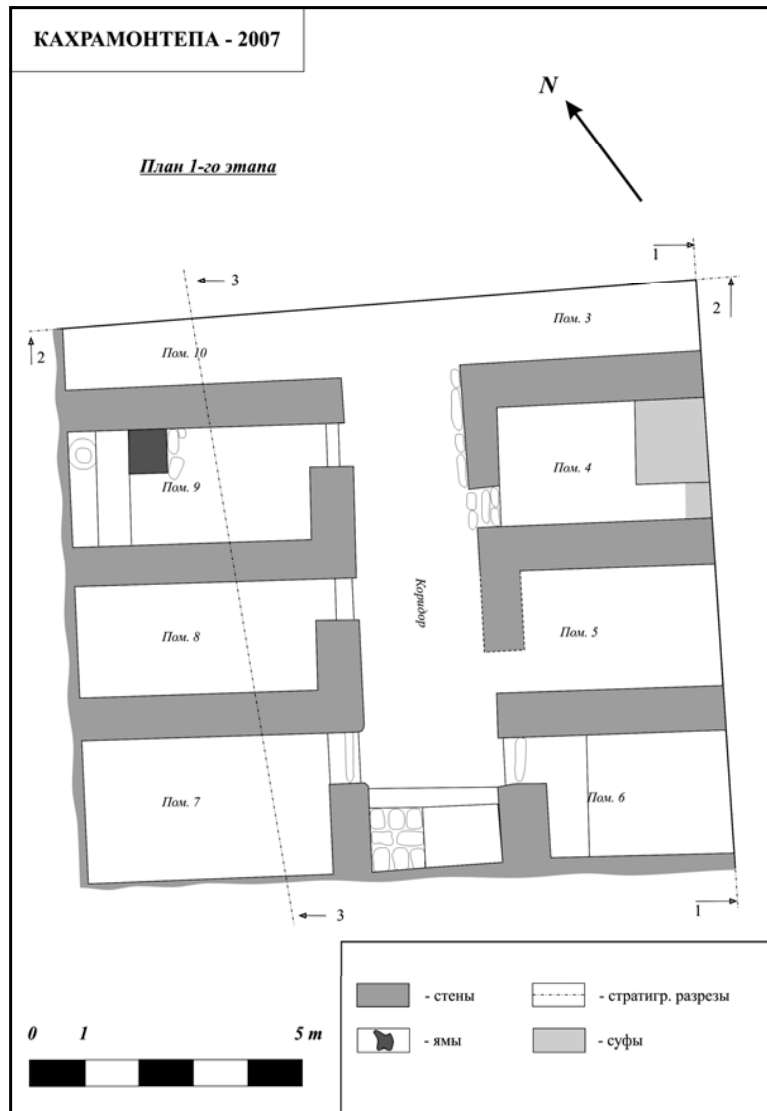 КАХРАМОНТЕПА - 2007
N
План 1-го этапа
1
3
2
Пом. 3
2
Пом. 10
Пом. 4
Пом. 9
Коридор
Пом. 8
Пом. 5
Пом. 7
Пом. 6
3
1
- стены
- стратигр. разрезы
0 1 5 m
- ямы
- суфы